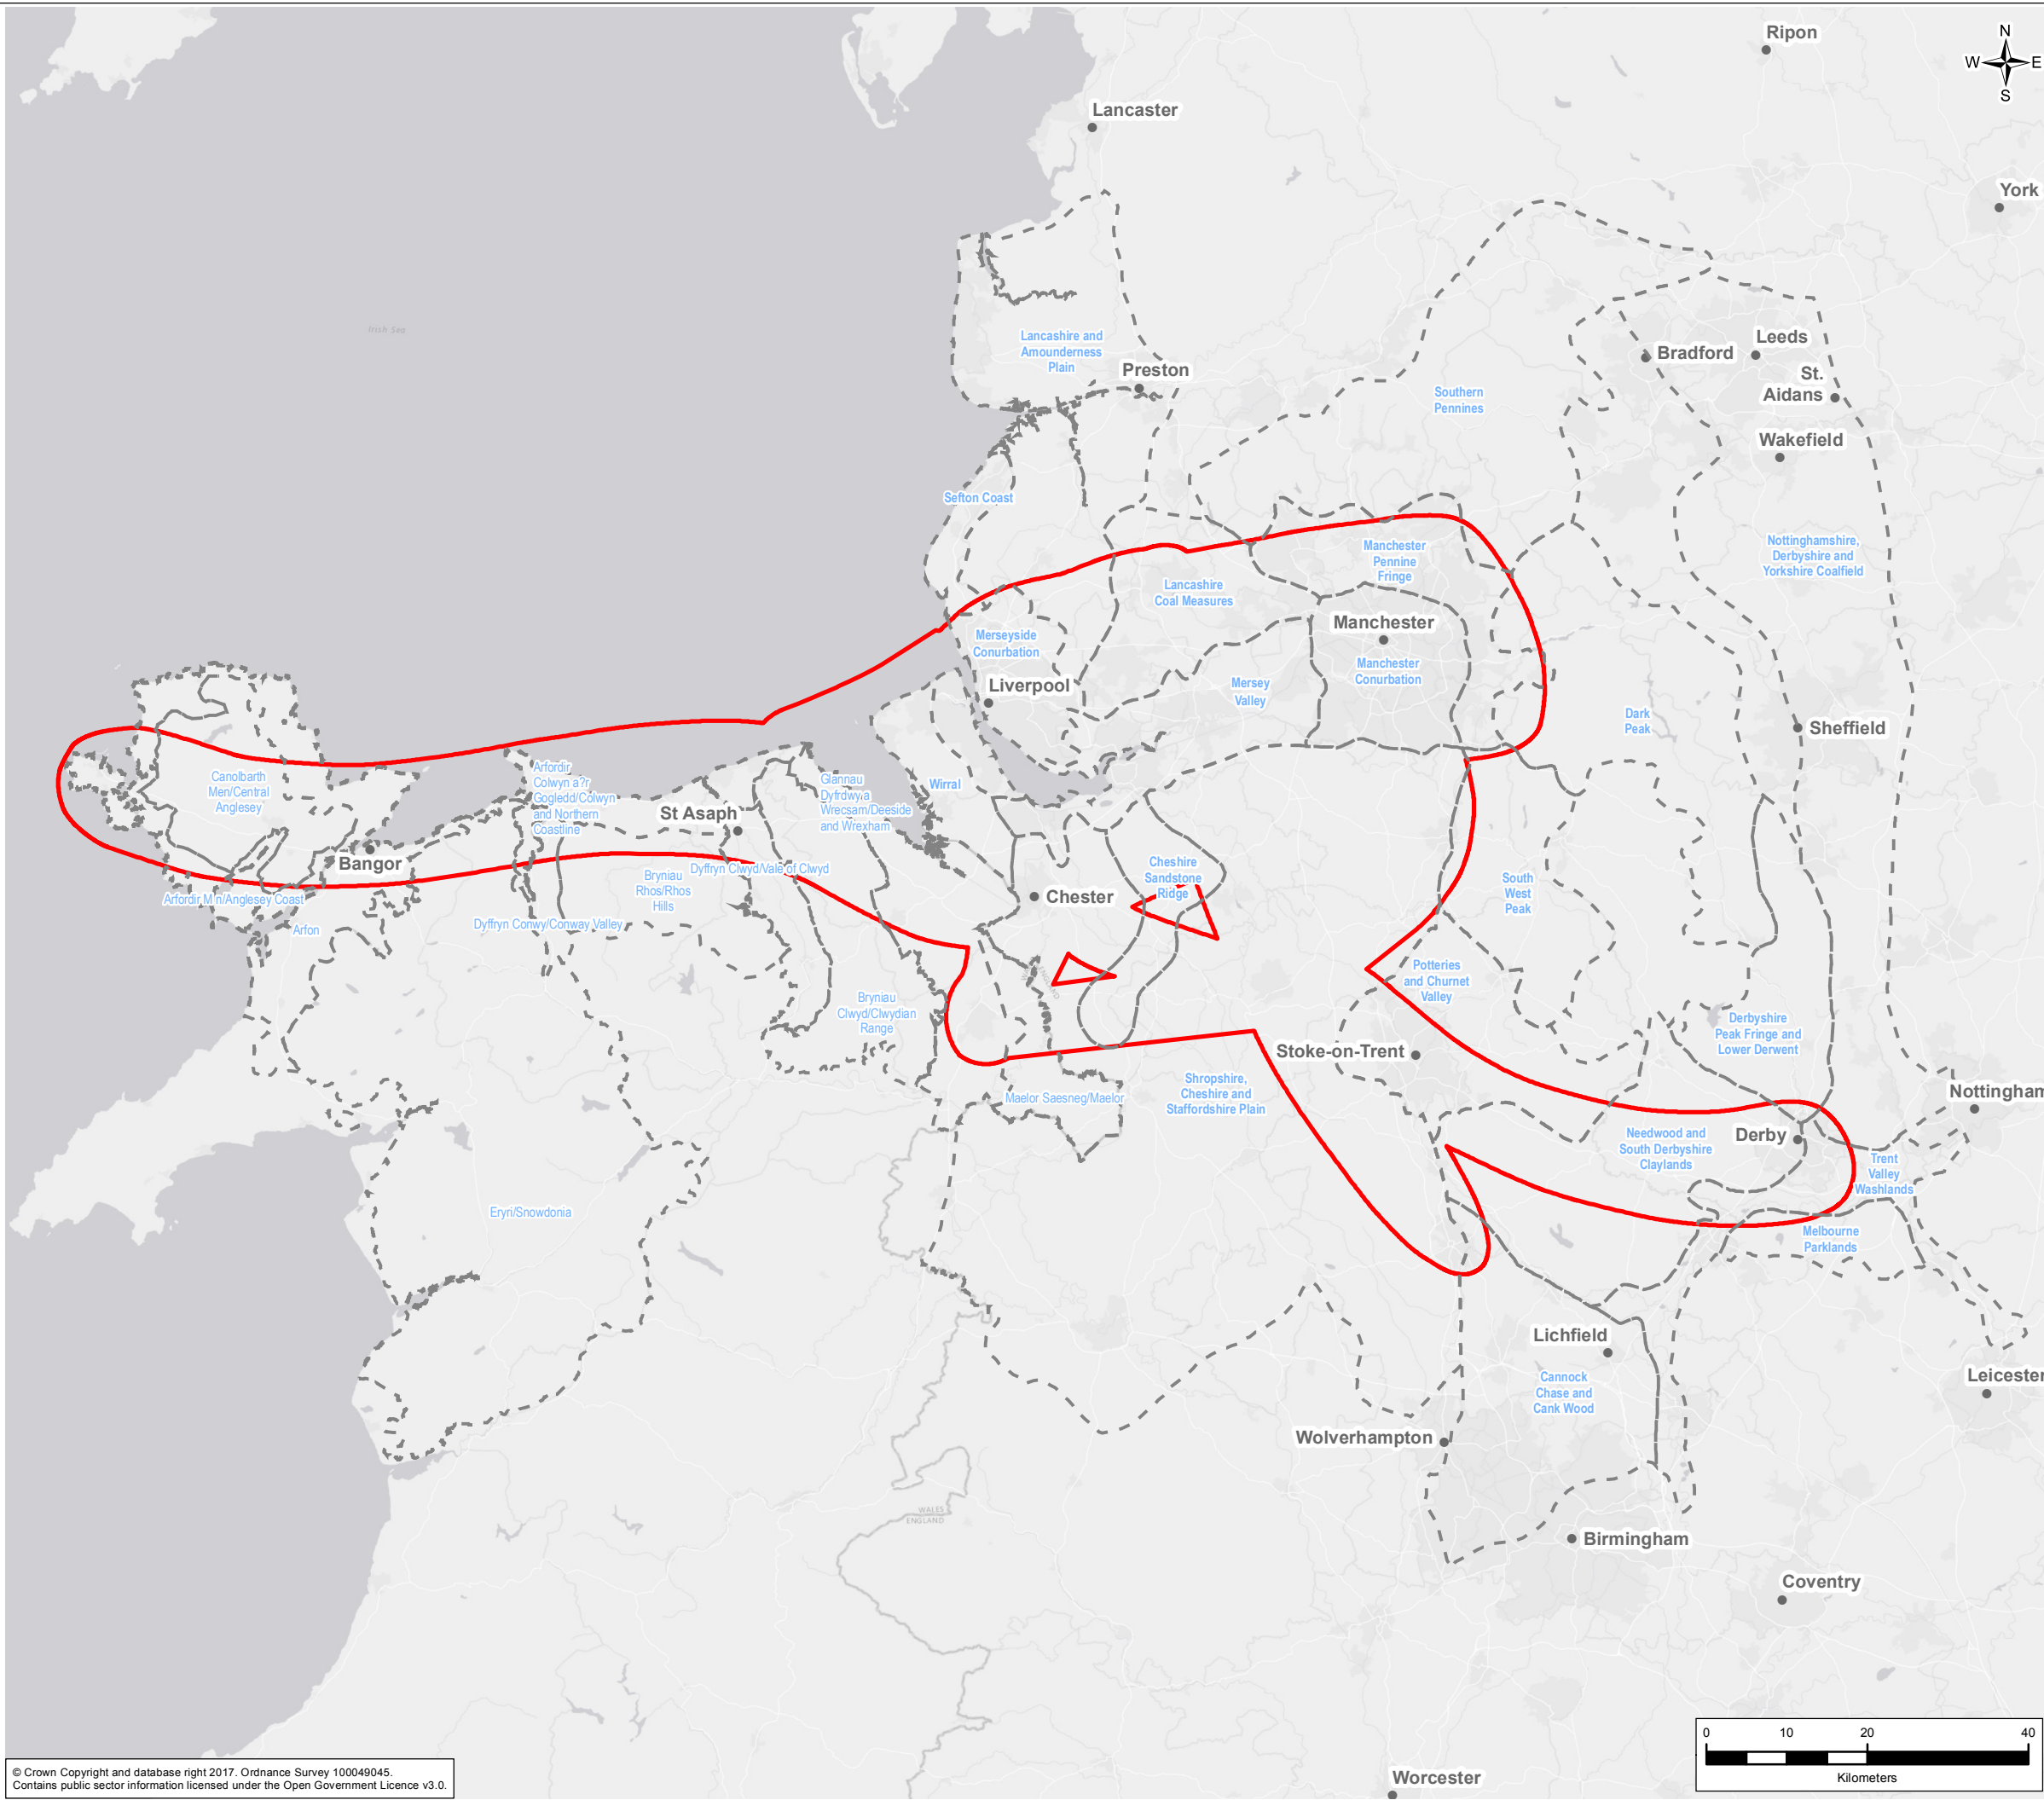 Ripon
N
W
E
S
Lancaster
York
Irish Sea
Lancashire and
Amounderness
Plain
Preston
Bradford
Leeds
St.
Aidans
Southern
Pennines
Wakefield
Sefton Coast
Nottinghamshire,
Derbyshire and
Yorkshire Coalfield
Manchester
Pennine
Fringe
Lancashire
Coal Measures
Manchester
Merseyside
Conurbation
Manchester
Conurbation
Liverpool
Mersey
Valley
Dark
Peak
Sheffield
Canolbarth
Men/Central
Anglesey
Arfordir
Colwyn a?r
Gogledd/Colwyn
and Northern
Coastline
Glannau
Dyfrdwy a
Wrecsam/Deeside
and Wrexham
Wirral
St Asaph
Bangor
Dyffryn Clwyd/Vale of Clwyd
Cheshire
Sandstone
Ridge
Bryniau
Rhos/Rhos
Hills
South
West
Peak
Chester
Arfordir M n/Anglesey Coast
Arfon
Dyffryn Conwy/Conway Valley
Potteries
and Churnet
Valley
Bryniau
Clwyd/Clwydian
Range
Derbyshire
Peak Fringe and
Lower Derwent
Stoke-on-Trent
Shropshire,
Cheshire and
Staffordshire Plain
Maelor Saesneg/Maelor
Nottingham
Needwood and
South Derbyshire
Claylands
Derby
Trent
Valley
Washlands
Eryri/Snowdonia
Melbourne
Parklands
Lichfield
Leicester
Cannock
Chase and
Cank Wood
Wolverhampton
WALES
ENGLAND
Birmingham
Coventry
0 10 20 40
Kilometers
Worcester
© Crown Copyright and database right 2017. Ordnance Survey 100049045.
Contains public sector information licensed under the Open Government Licence v3.0.